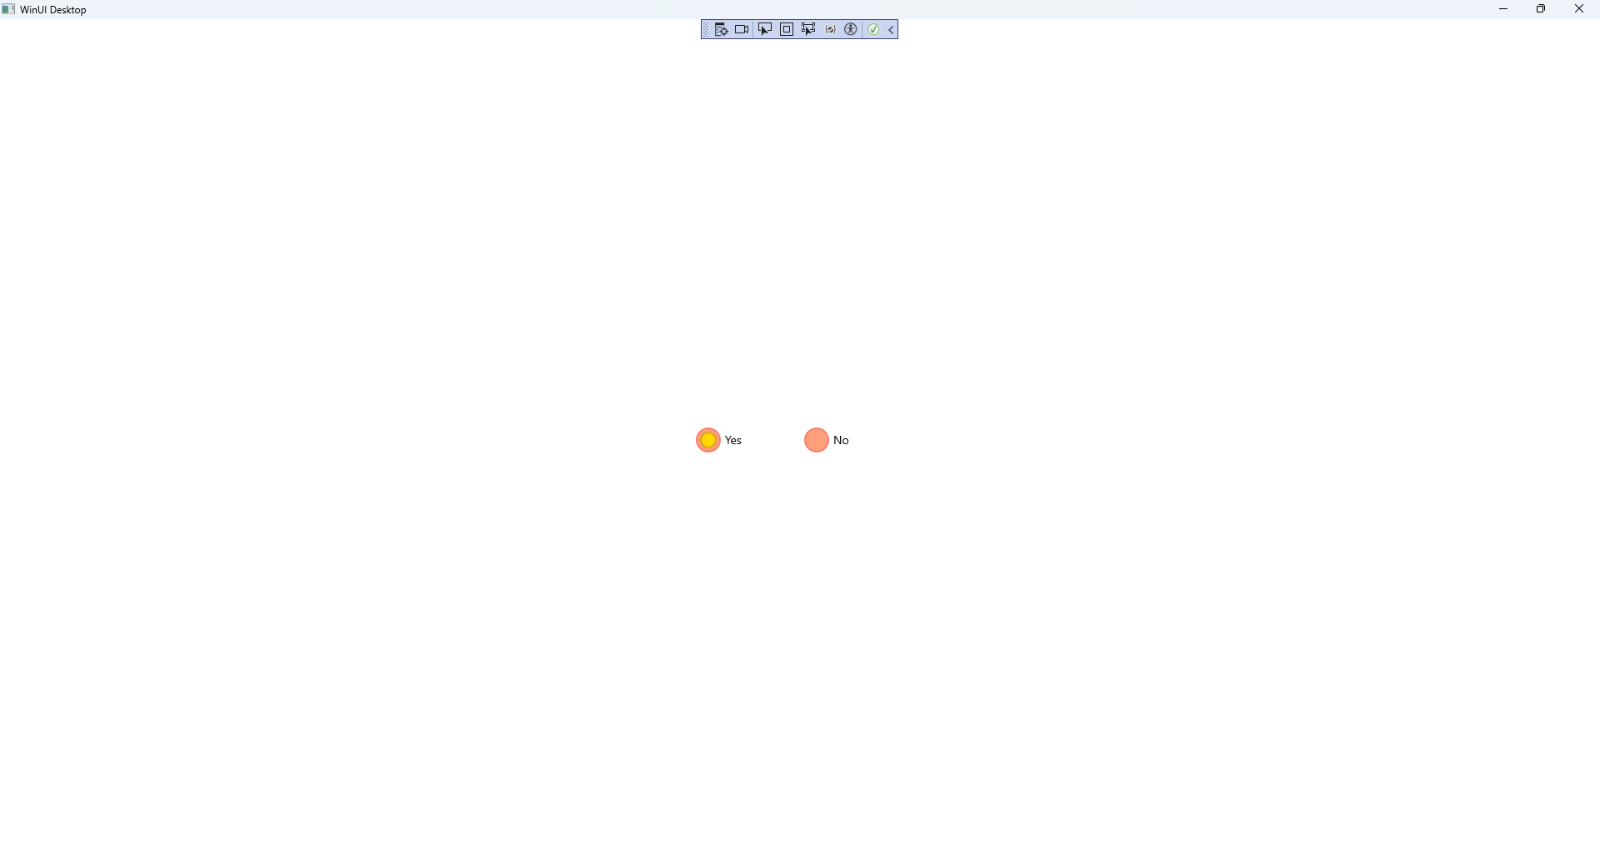 WinUI Desktop
Yes
No